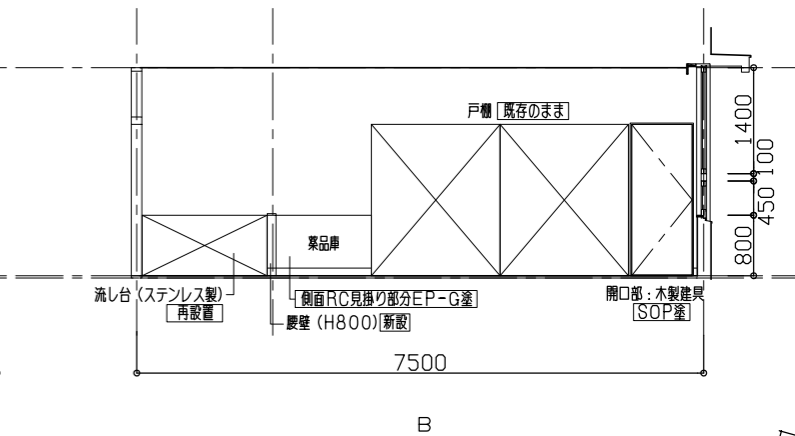 戸棚 既存のまま
1400
100
450
800
薬品庫
流し台 (ステンレス製)
再設置
側面RC見掛り部分EP-G塗
腰壁 (H800) 新設
開口部：木製建具
SOP塗
7500
B